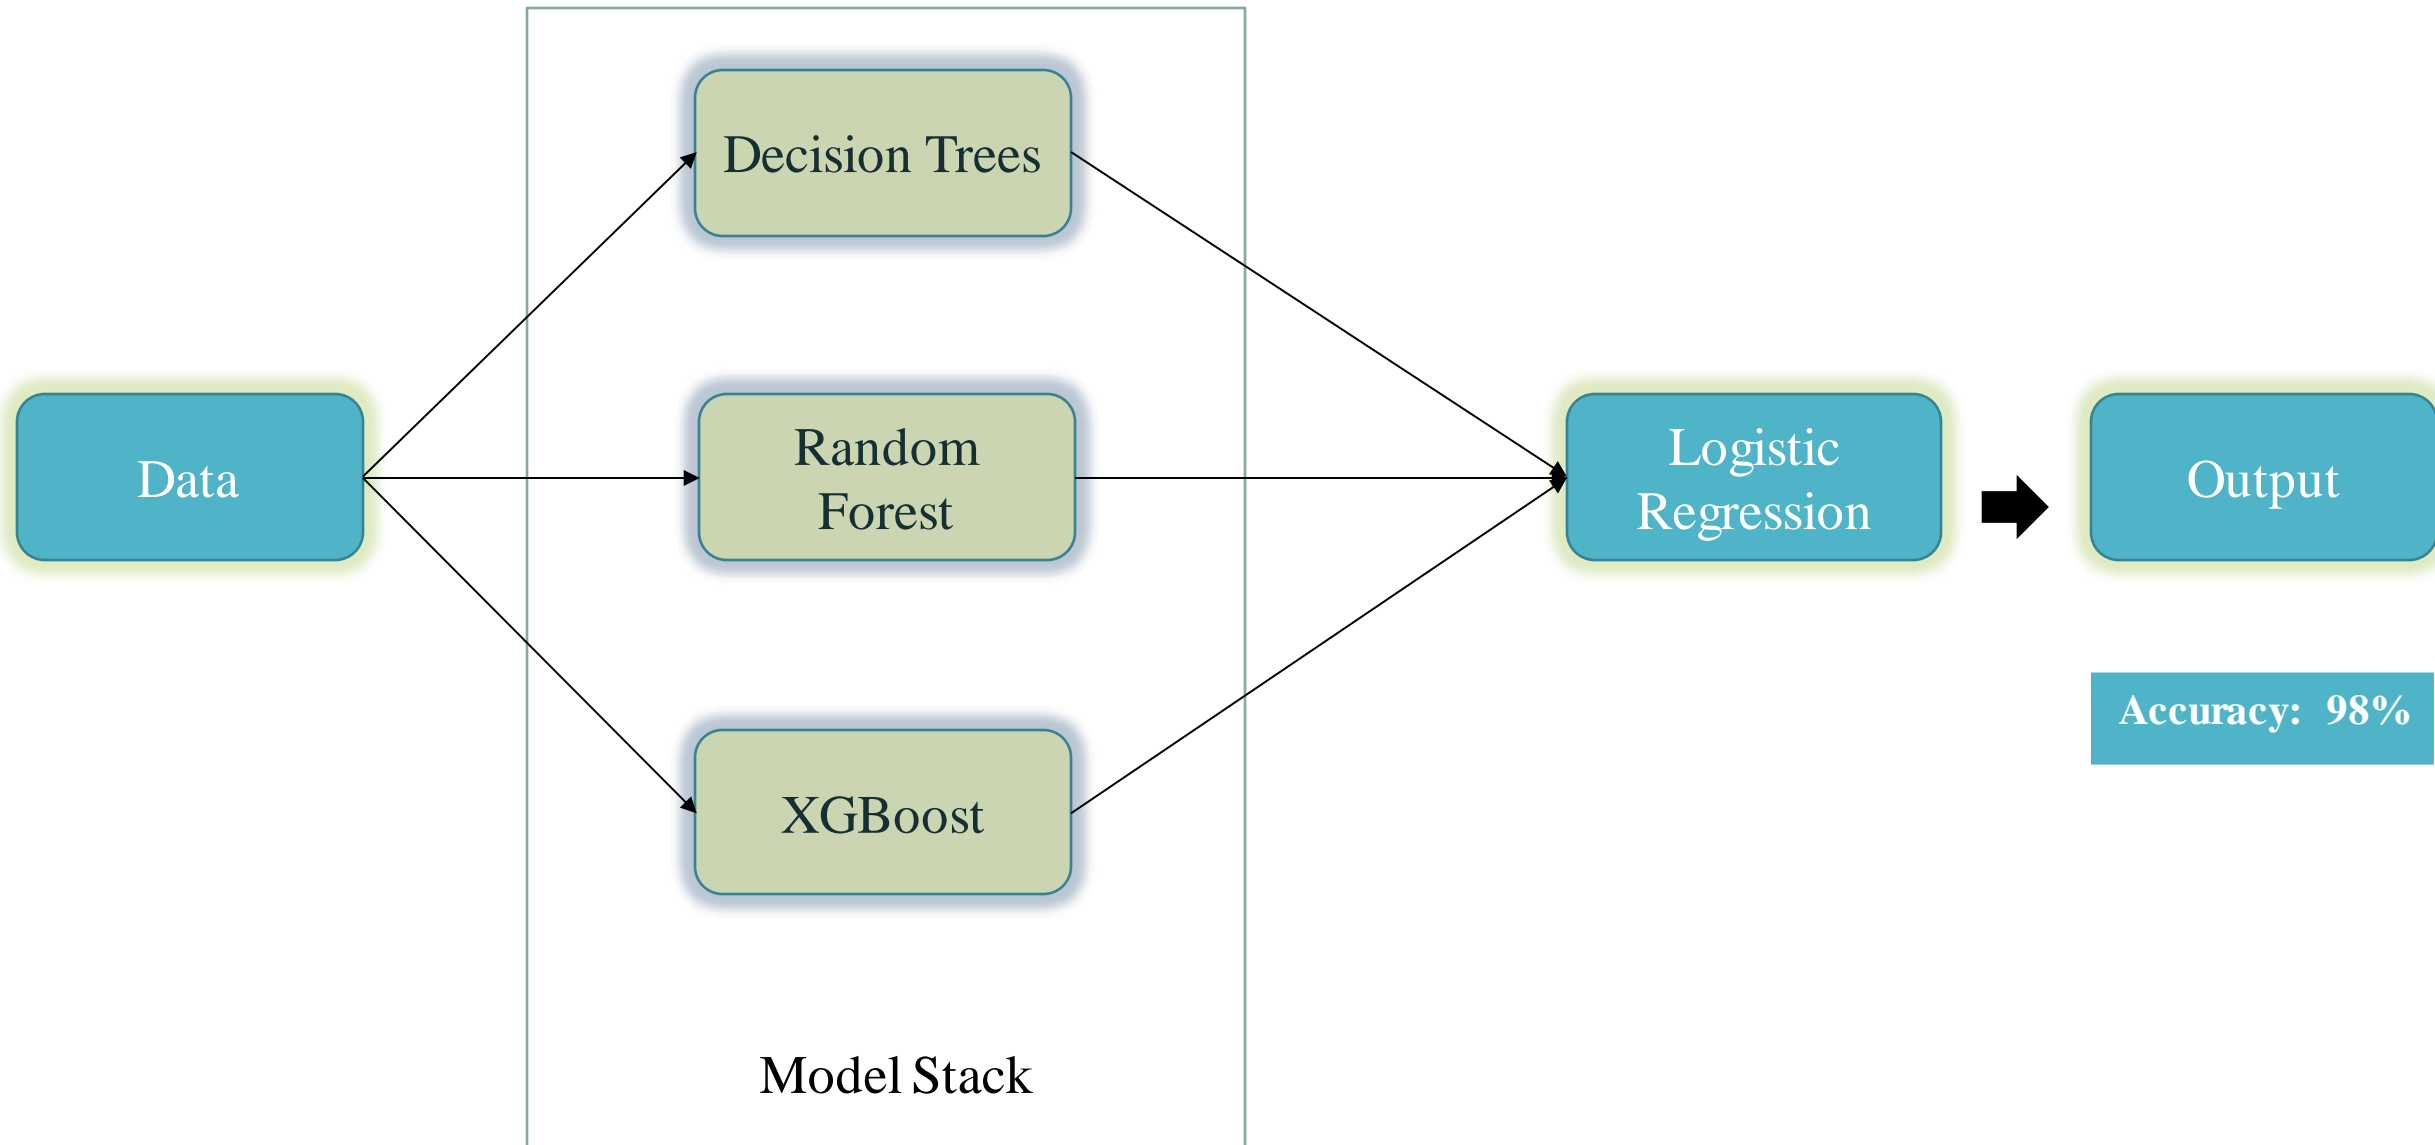 Data
Decision Trees
Random
Forest
XGBoost
Model Stack
Logistic
Regression
Output
Accuracy: 98%